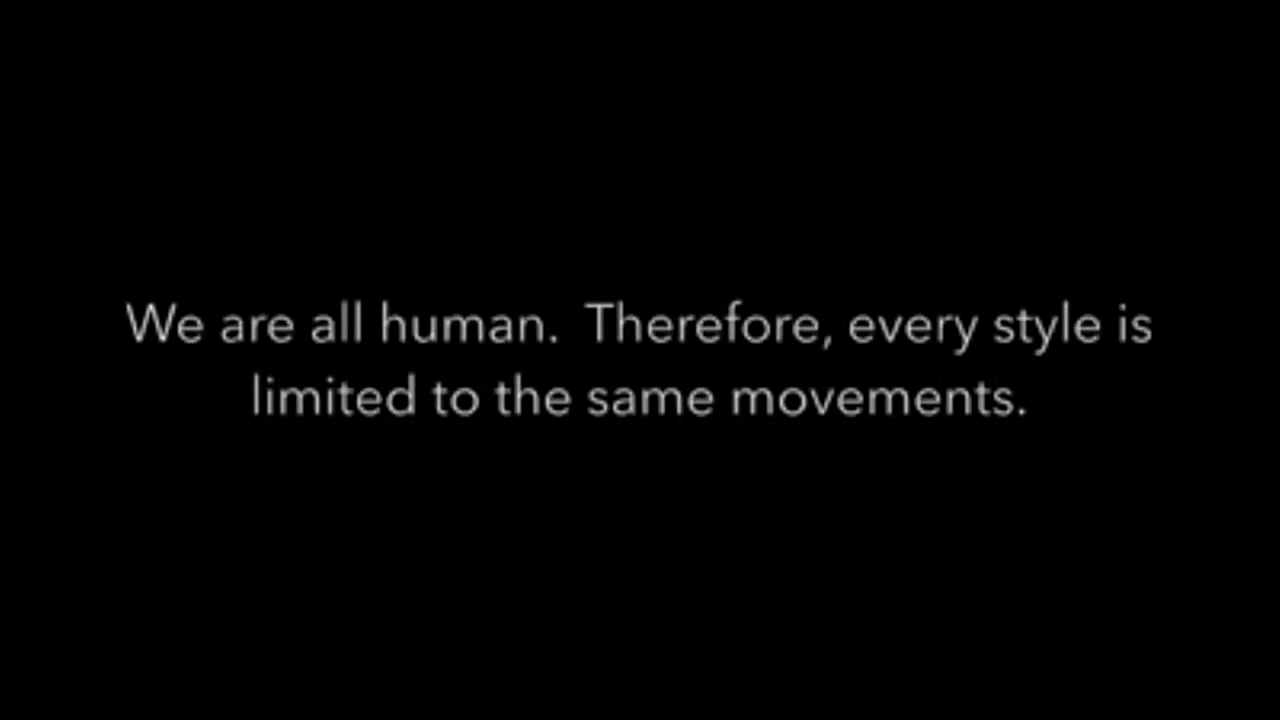 We are all human.  Therefore, every style is
limited to the same movements.